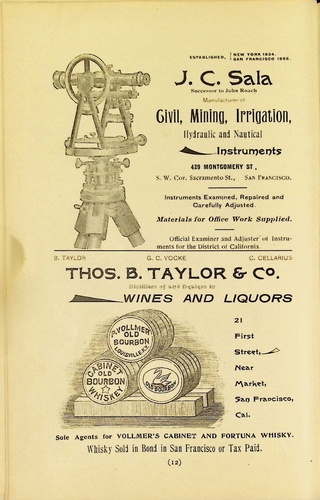 ESTABLISHED, { NEW YORK 1834.
SAN FRANCISCO 1855.
J. C. Sala
Successor to John Roach
Manufacturer of
Civil, Mining, Irrigation,
Hydraulic and Nautical
Instruments
429 MONTGOMERY ST.,
S. W. Cor. Sacramento St., SAN FRANCISCO.
Instruments Examined, Repaired and
Carefully Adjusted.
Materials for Office Work Supplied.
Official Examiner and Adjuster of Instru-
ments for the District of California
B. TAYLOR G. C. VOCKE C. CELLARIUS
THOS. B. TAYLOR & CO.
Distillers of and Dealers in
WINES AND LIQUORS
VOLLMER
OLD
BOURBON
LOUISVILLE KY.
CABINET
OLD
BOURBON
WHISKEY
OLD BOURBON
21
First
Street,
Near
Market,
San Francisco,
Cal.
Sole Agents for VOLLMER'S CABINET AND FORTUNA WHISKY.
Whisky Sold in Bond in San Francisco or Tax Paid.
(12)